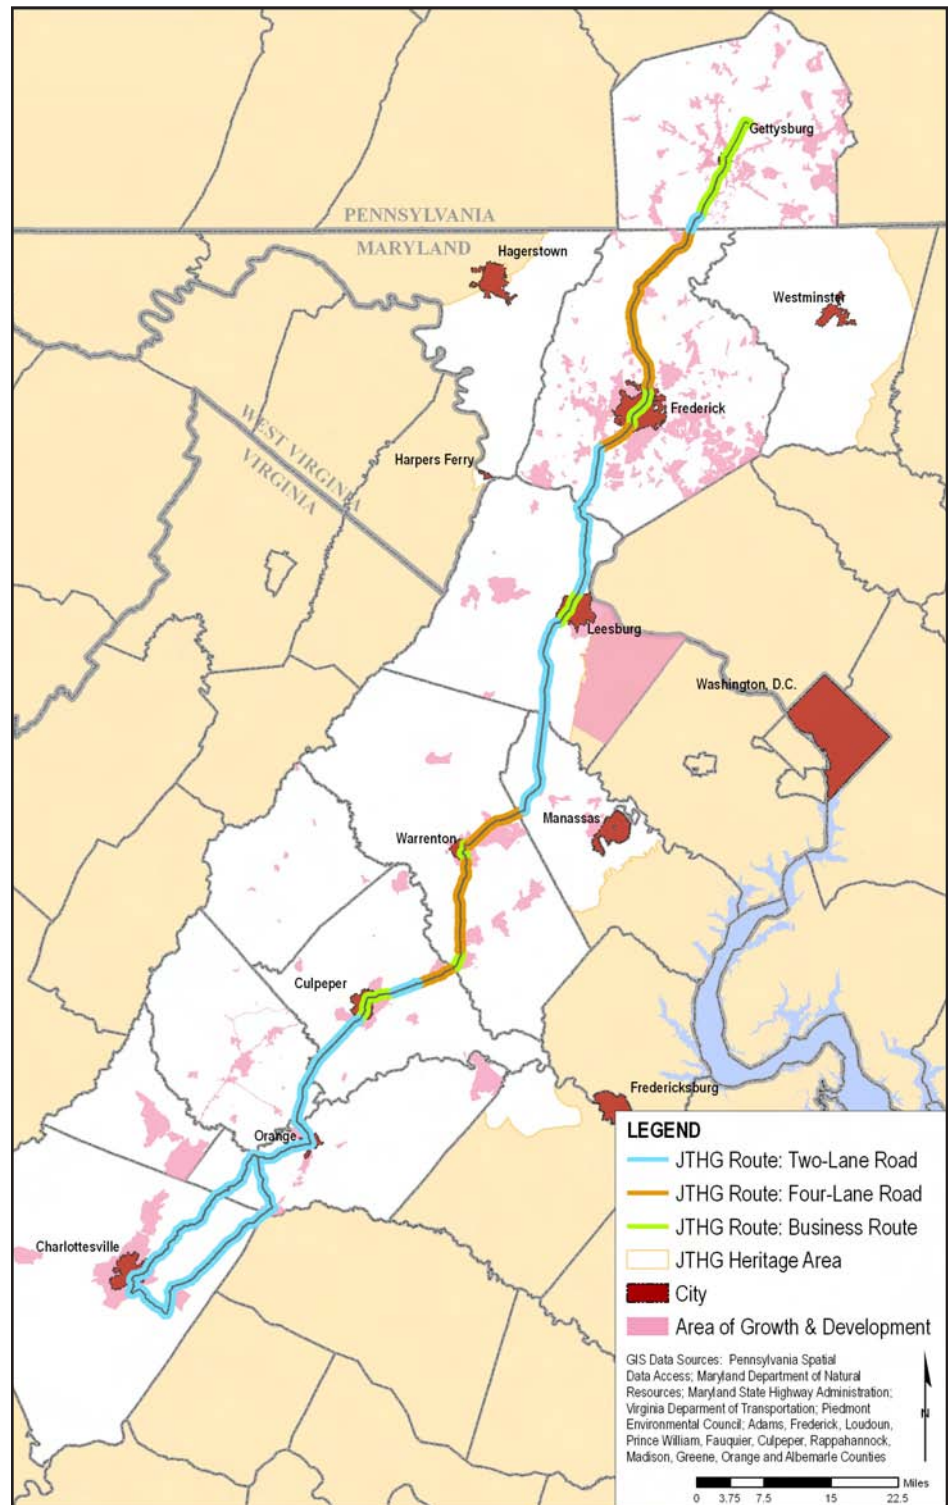 Gettysburg
PENNSYLVANIA
MARYLAND
Hagerstown
Westminster
Frederick
WEST VIRGINIA
VIRGINIA
Harpers Ferry
Leesburg
Washington, D.C.
Manassas
Warrenton
Culpeper
Fredericksburg
Orange
Charlottesville
LEGEND
JTHG Route: Two-Lane Road
JTHG Route: Four-Lane Road
JTHG Route: Business Route
JTHG Heritage Area
City
Area of Growth & Development
GIS Data Sources: Pennsylvania Spatial
Data Access; Maryland Department of Natural
Resources; Maryland State Highway Administration;
Virginia Deparment of Transportation; Piedmont
Environmental Council; Adams, Frederick, Loudoun,
Prince William, Fauquier, Culpeper, Rappahannock,
Madison, Greene, Orange and Albemarle Counties
N
Miles
0 3.75 7.5 15 22.5